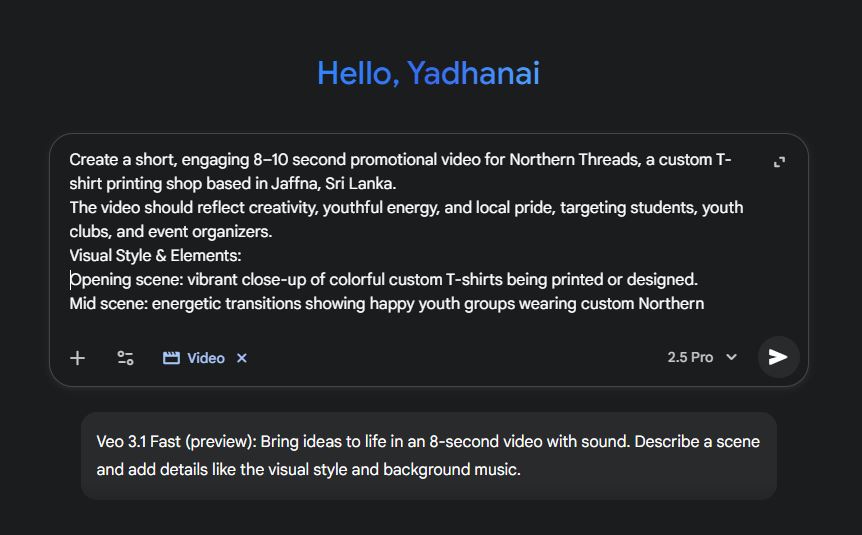 Hello, Yadhanai
Create a short, engaging 8–10 second promotional video for Northern Threads, a custom T-
shirt printing shop based in Jaffna, Sri Lanka.
The video should reflect creativity, youthful energy, and local pride, targeting students, youth
clubs, and event organizers.
Visual Style & Elements:
Opening scene: vibrant close-up of colorful custom T-shirts being printed or designed.
Mid scene: energetic transitions showing happy youth groups wearing custom Northern
Video
2.5 Pro
Veo 3.1 Fast (preview): Bring ideas to life in an 8-second video with sound. Describe a scene
and add details like the visual style and background music.